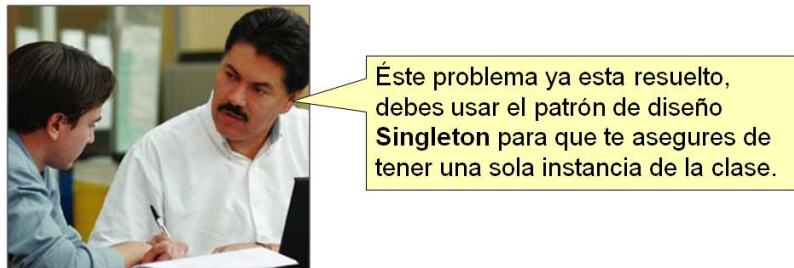 Éste problema ya esta resuelto,
debes usar el patrón de diseño
Singleton para que te asegures de
tener una sola instancia de la clase.